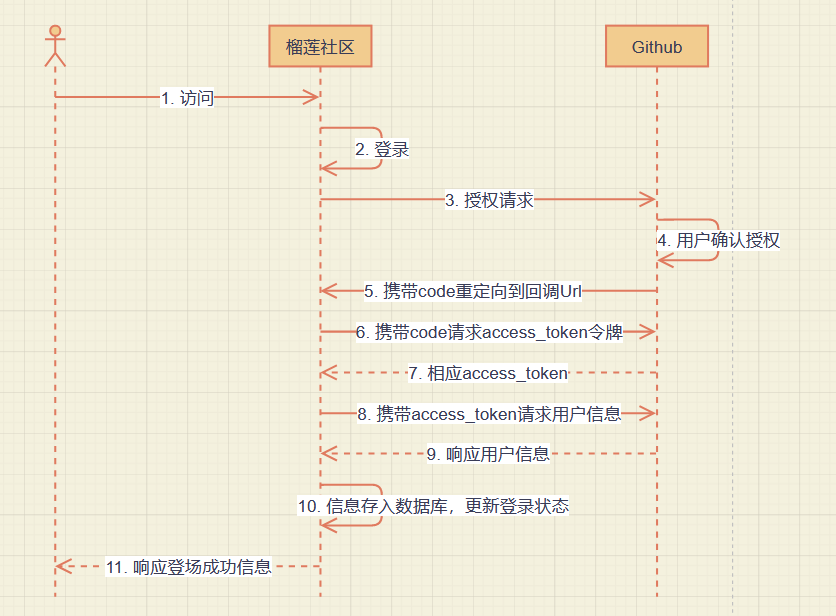 榴莲社区
Github
1. 访问
2. 登录
3. 授权请求
4. 用户确认授权
5. 携带code重定向到回调Url
6. 携带code请求access_token令牌
7. 相应access_token
8. 携带access_token请求用户信息
9. 响应用户信息
10. 信息存入数据库，更新登录状态
11. 响应登场成功信息